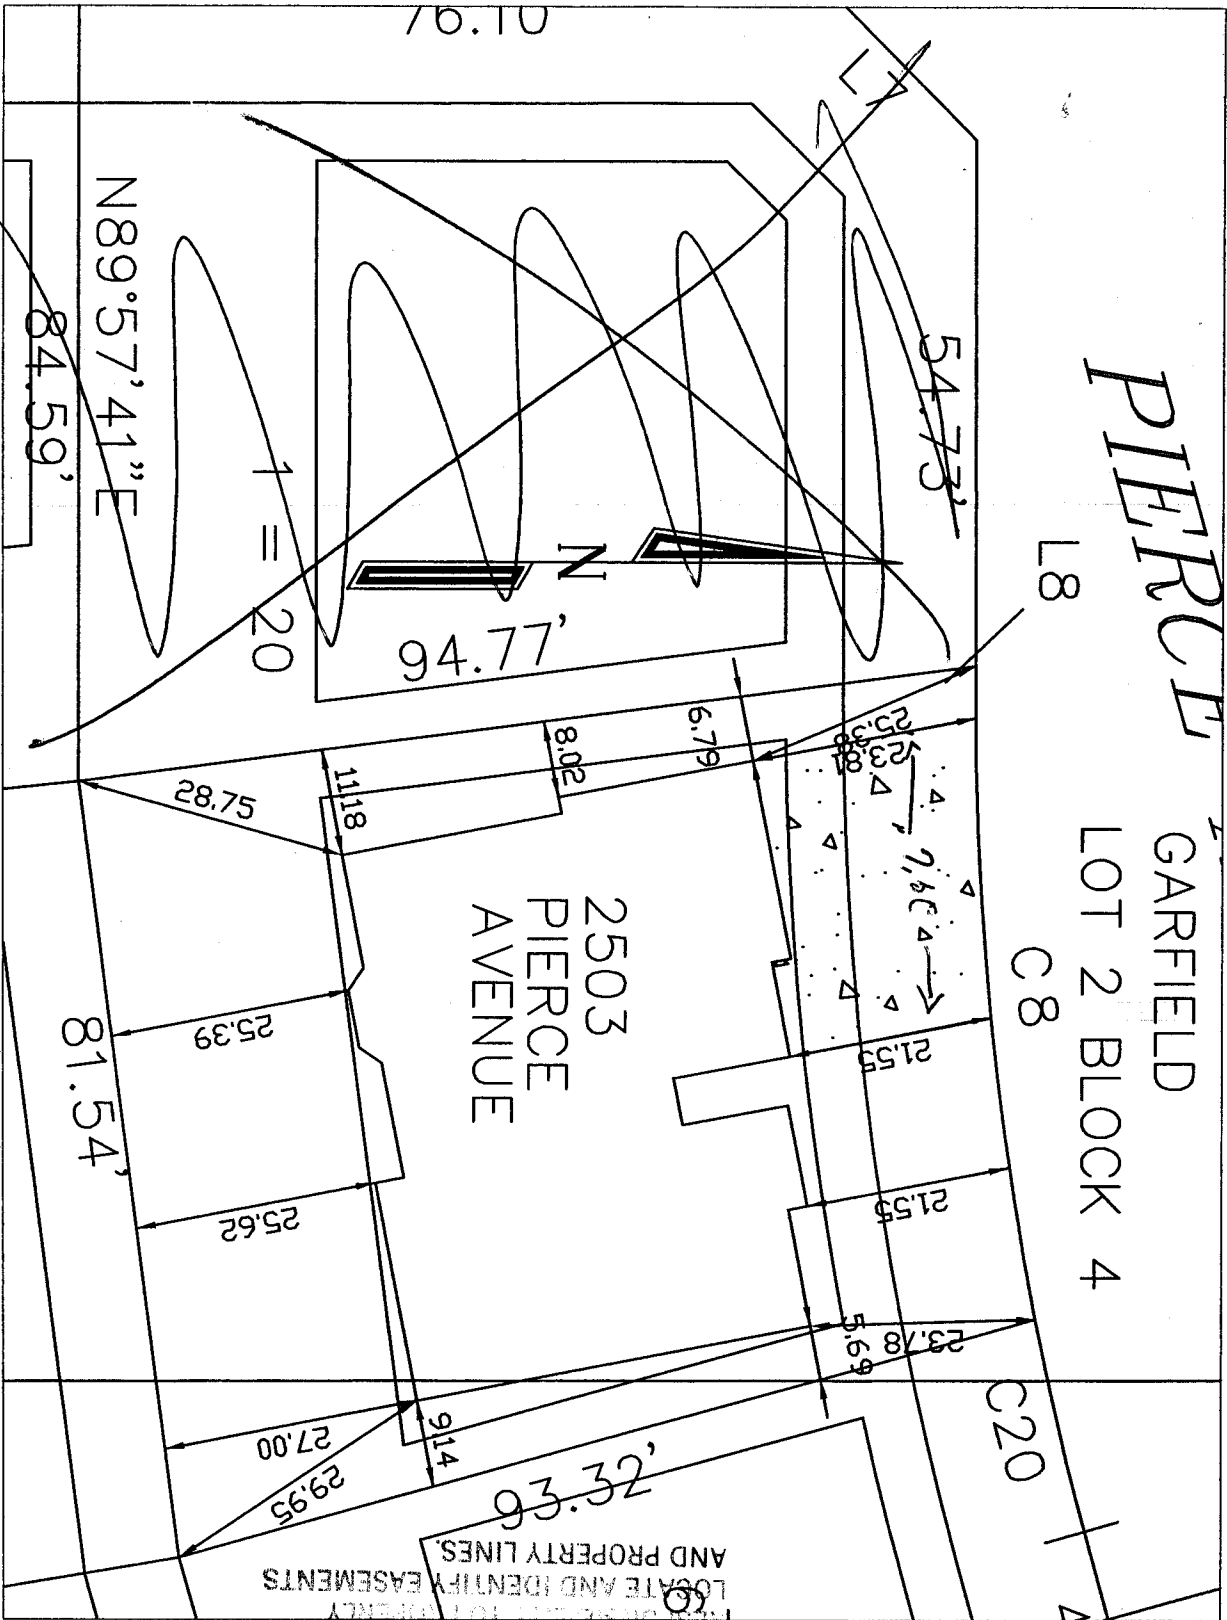 76.10
L7
N89°57'41"E
84.59'
54.73'
PIERCE
L8
GARFIELD
LOT 2 BLOCK 4
C8
C20
1 = 20
N
94.77'
6.79
25.38
23.81
8.02
11.18
28.75
2503
PIERCE
AVENUE
25.39
21.55
81.54'
25.62
21.55
5.69
23.78
27.00
9.14
29.95
93.32'
LOCATE AND IDENTIFY EASEMENTS
AND PROPERTY LINES.